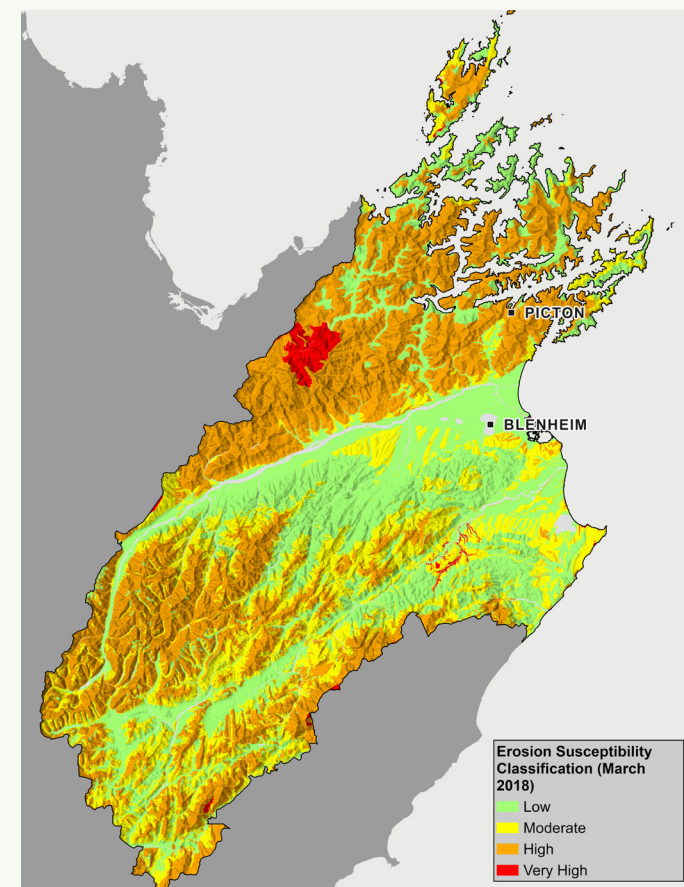 PICTON
BLENHEIM
Erosion Susceptibility
Classification (March
2018)
Low
Moderate
High
Very High